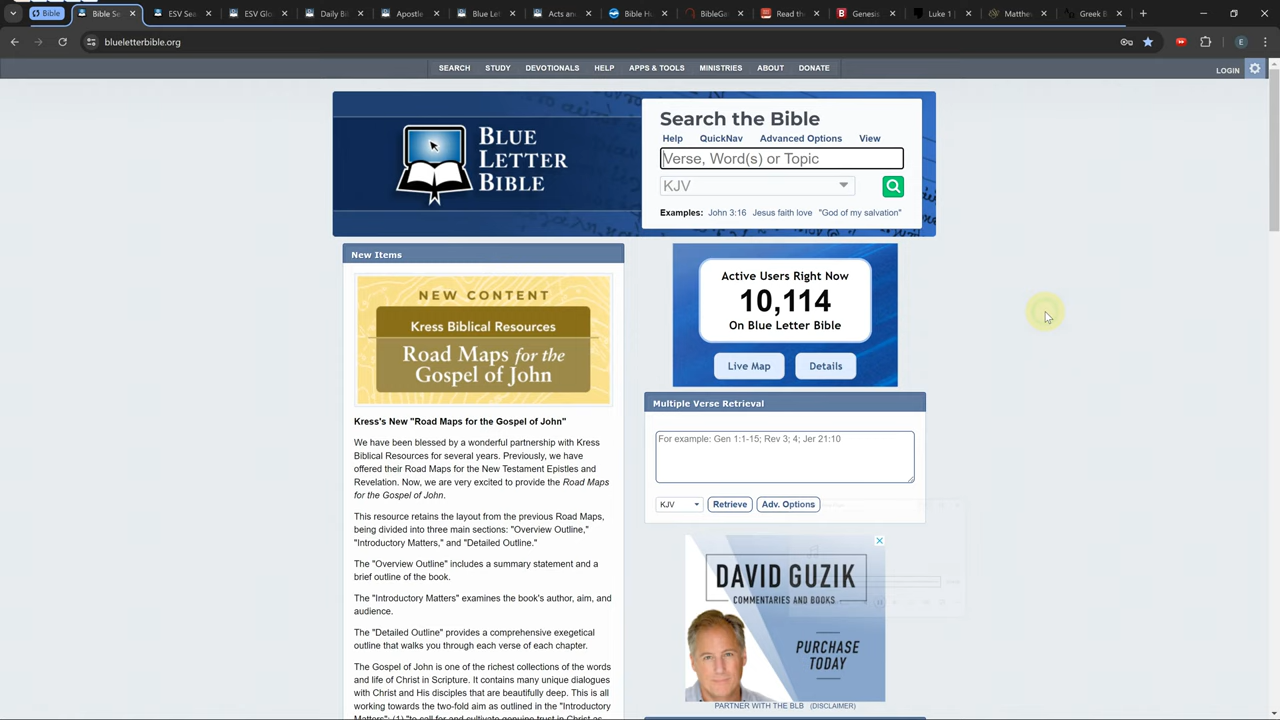 Bible
Bible Se
ESV Sea
ESV Glo
Daily Bi
Apostle
Blue Let
Acts an
Bible H
BibleGa
Read th
Genesis
Luke 1
Matthe
Greek B
blueletterbible.org
E
SEARCH STUDY DEVOTIONALS HELP APPS & TOOLS MINISTRIES ABOUT DONATE
LOGIN
BLUE
LETTER
BIBLE
Search the Bible
Help QuickNav Advanced Options View
Verse, Word(s) or Topic
KJV
Examples: John 3:16 Jesus faith love "God of my salvation"
New Items
NEW CONTENT
Kress Biblical Resources
Road Maps for the
Gospel of John
Kress's New "Road Maps for the Gospel of John"
We have been blessed by a wonderful partnership with Kress
Biblical Resources for several years. Previously, we have
offered their Road Maps for the New Testament Epistles and
Revelation. Now, we are very excited to provide the Road Maps
for the Gospel of John.
This resource retains the layout from the previous Road Maps,
being divided into three main sections: "Overview Outline,"
"Introductory Matters," and "Detailed Outline."
The "Overview Outline" includes a summary statement and a
brief outline of the book.
The "Introductory Matters" examines the book's author, aim, and
audience.
The "Detailed Outline" provides a comprehensive exegetical
outline that walks you through each verse of each chapter.
The Gospel of John is one of the richest collections of the words
and life of Christ in Scripture. It contains many unique dialogues
with Christ and His disciples that are beautifully deep. This is all
working towards the two-fold aim as outlined in the "Introductory
Matters": (1) "to call for and cultivate genuine trust in Christ as
Active Users Right Now
10,114
On Blue Letter Bible
Live Map Details
Multiple Verse Retrieval
For example: Gen 1:1-15; Rev 3; 4; Jer 21:10
KJV Retrieve Adv. Options
DAVID GUZIK
COMMENTARIES AND BOOKS
PURCHASE
TODAY
PARTNER WITH THE BLB (DISCLAIMER)